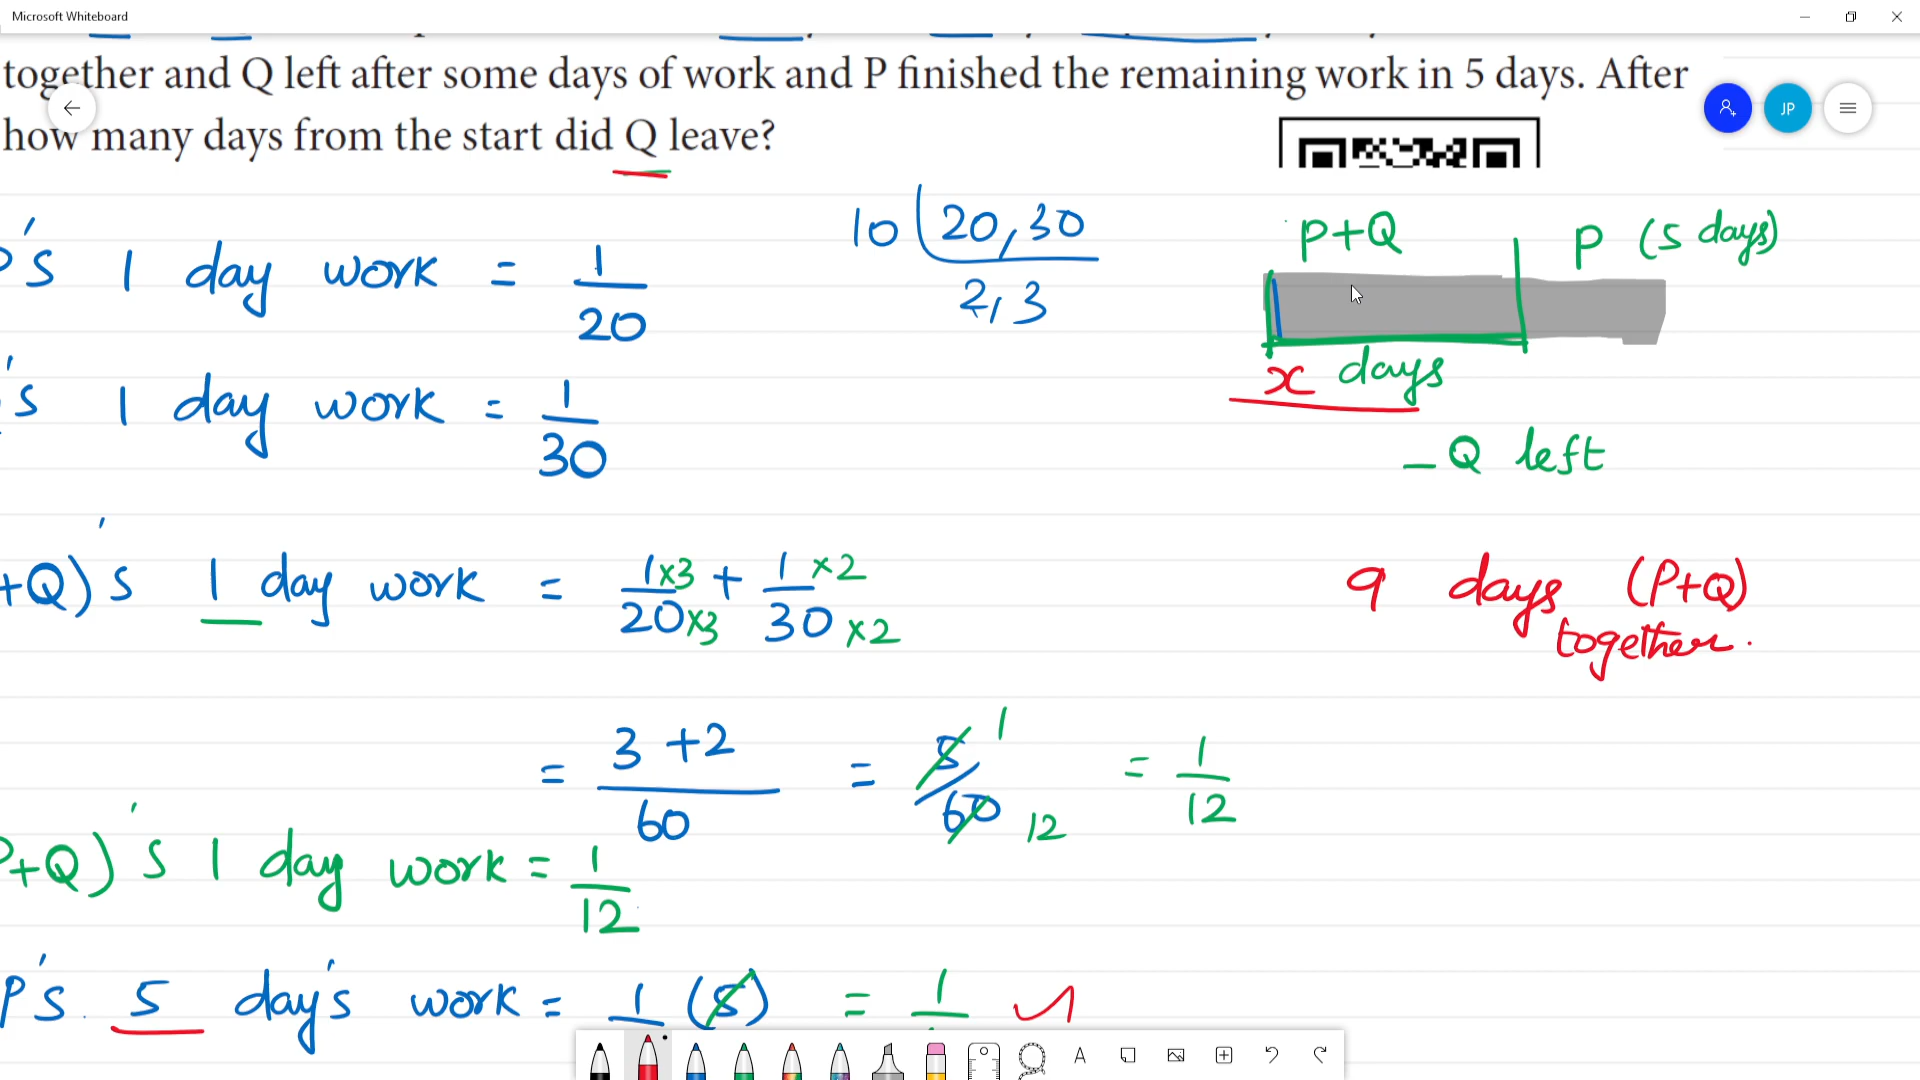 Microsoft Whiteboard
together and Q left after some days of work and P finished the remaining work in 5 days. After
how many days from the start did Q leave?
JP
P's 1 day work = 1/20
10 | 20, 30
2, 3
P+Q P (5 days)
x days
- Q left
's 1 day work = 1/30
+Q)'s 1 day work = 1×3/20×3 + 1×2/30×2
9 days (P+Q)
together.
= 3+2/60 = 5/60 1 12 = 1/12
P+Q)'s 1 day work = 1/12
P's 5 day's work = 1 (5) = 1
A